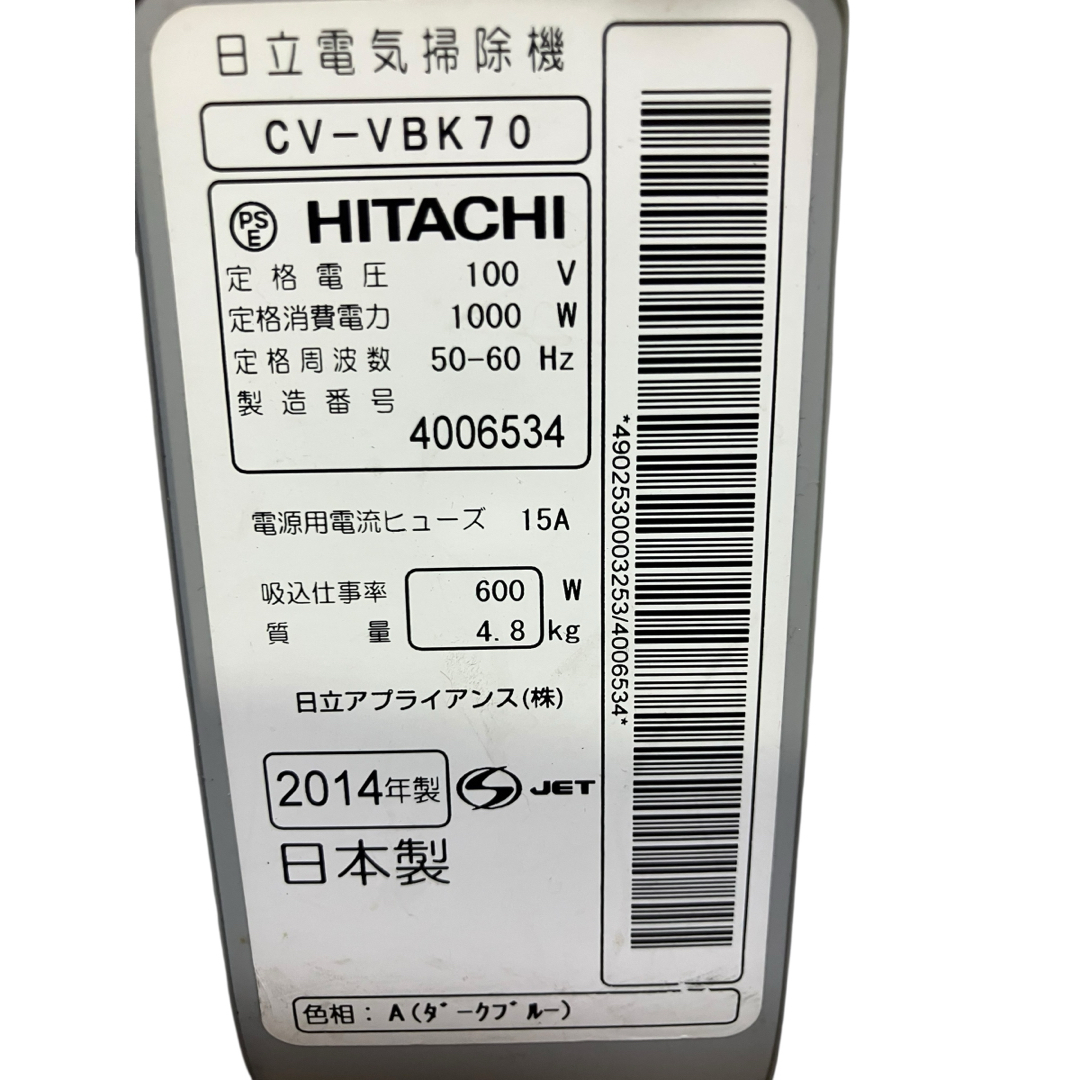 日立電気掃除機
CV-VBK70
PSE HITACHI
定格電圧 100 V
定格消費電力 1000 W
定格周波数 50-60 Hz
製造番号
4006534
電源用電流ヒューズ 15A
吸込仕事率 600 W
質量 4.8 kg
日立アプライアンス(株)
2014年製 JET
日本製
*4902530003253/4006534*
色相: A(ﾀﾞｰｸﾌﾞﾙｰ)